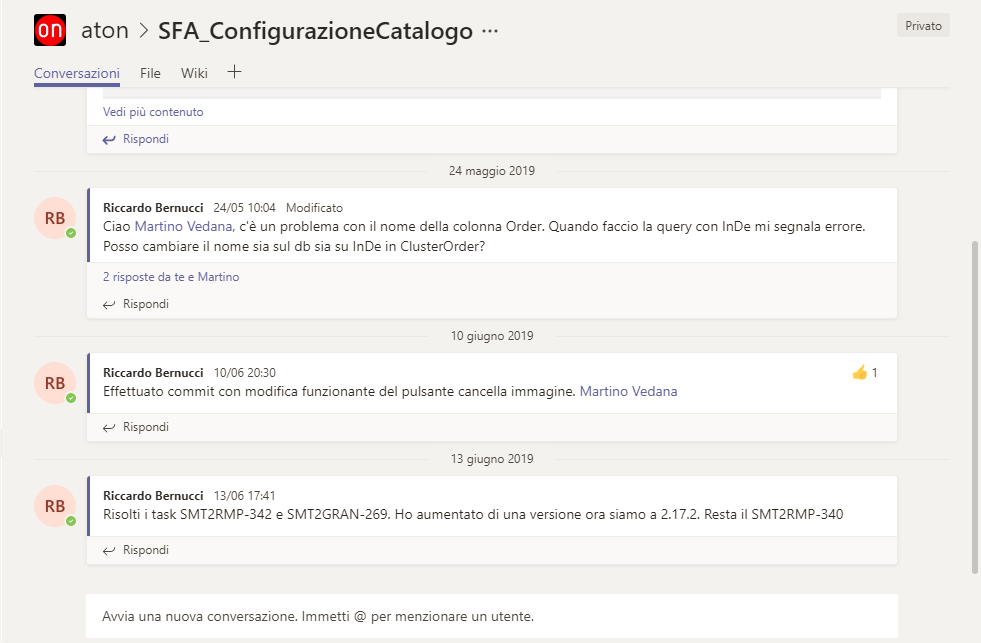 on aton > SFA_ConfigurazioneCatalogo ··· Privato
Conversazioni File Wiki +
Vedi più contenuto
Rispondi
24 maggio 2019
RB
Riccardo Bernucci 24/05 10:04 Modificato
Ciao Martino Vedana, c'è un problema con il nome della colonna Order. Quando faccio la query con InDe mi segnala errore.
Posso cambiare il nome sia sul db sia su InDe in ClusterOrder?
2 risposte da te e Martino
Rispondi
10 giugno 2019
RB
Riccardo Bernucci 10/06 20:30 1
Effettuato commit con modifica funzionante del pulsante cancella immagine. Martino Vedana
Rispondi
13 giugno 2019
RB
Riccardo Bernucci 13/06 17:41
Risolti i task SMT2RMP-342 e SMT2GRAN-269. Ho aumentato di una versione ora siamo a 2.17.2. Resta il SMT2RMP-340
Rispondi
Avvia una nuova conversazione. Immetti @ per menzionare un utente.